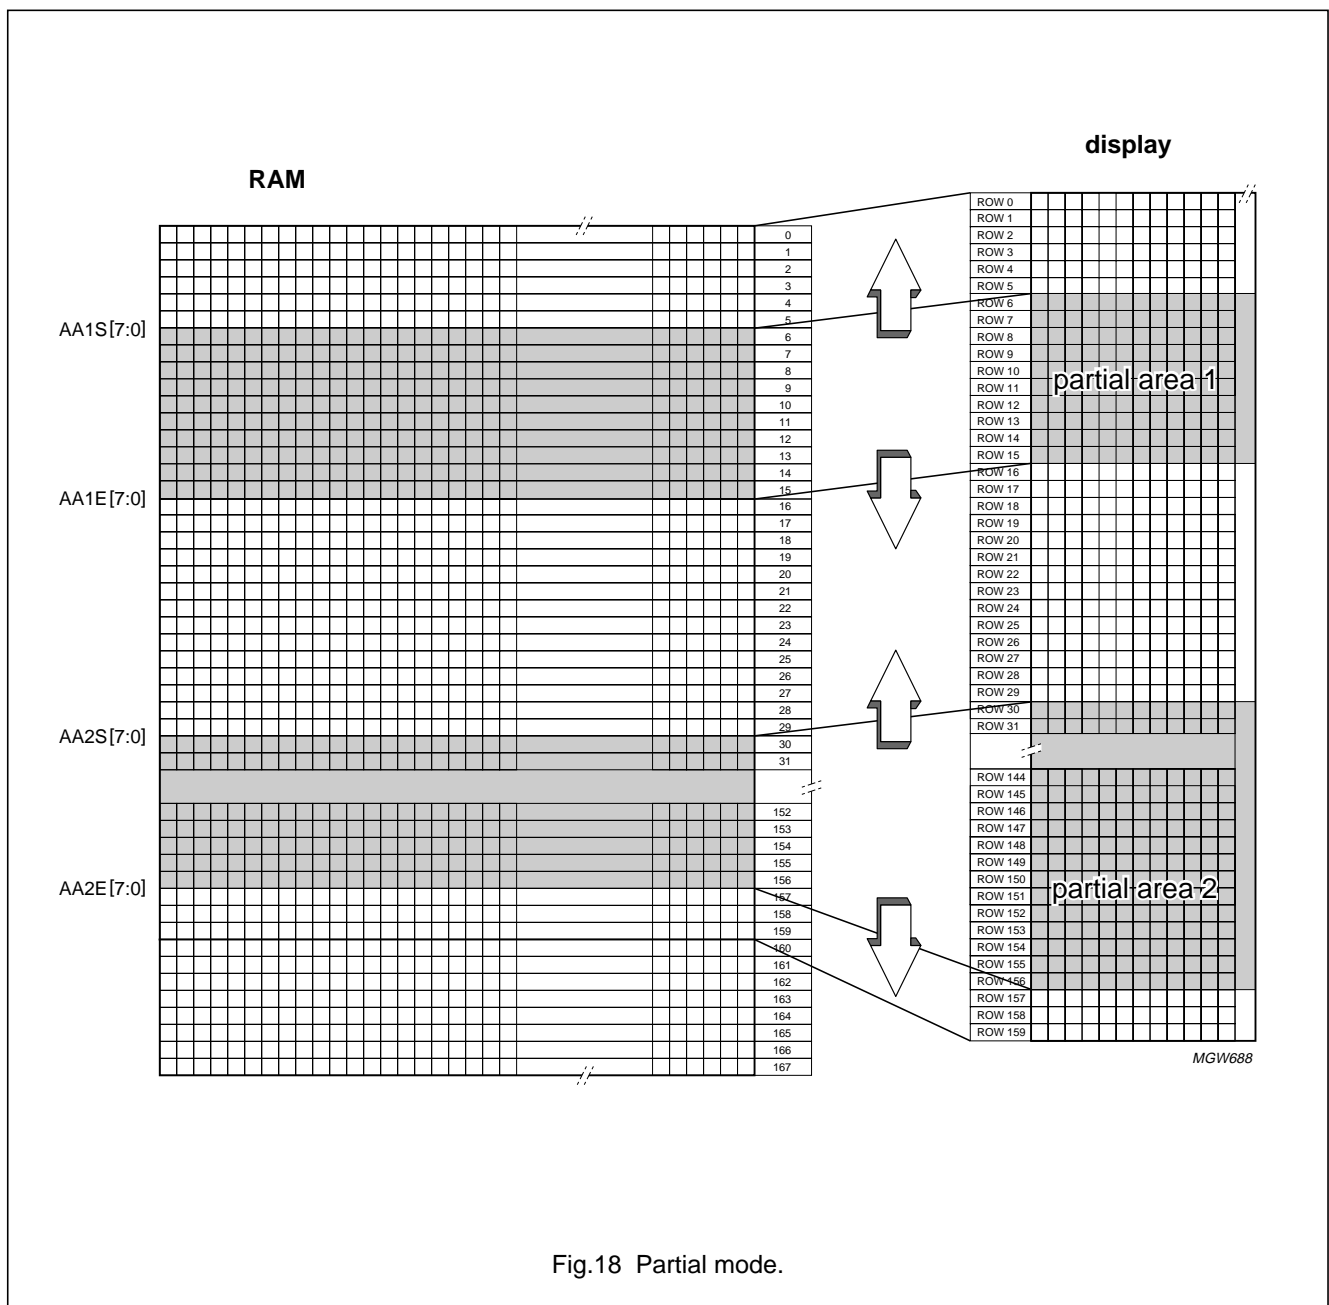 display
RAM
ROW 0
ROW 1
ROW 2
ROW 3
ROW 4
ROW 5
ROW 6
ROW 7
ROW 8
ROW 9
ROW 10
ROW 11
ROW 12
ROW 13
ROW 14
ROW 15
ROW 16
ROW 17
ROW 18
ROW 19
ROW 20
ROW 21
ROW 22
ROW 23
ROW 24
ROW 25
ROW 26
ROW 27
ROW 28
ROW 29
ROW 30
ROW 31
ROW 144
ROW 145
ROW 146
ROW 147
ROW 148
ROW 149
ROW 150
ROW 151
ROW 152
ROW 153
ROW 154
ROW 155
ROW 156
ROW 157
ROW 158
ROW 159
partial area 1
partial area 2
0
1
2
3
4
5
6
7
8
9
10
11
12
13
14
15
16
17
18
19
20
21
22
23
24
25
26
27
28
29
30
31
152
153
154
155
156
157
158
159
160
161
162
163
164
165
166
167
AA1S[7:0]
AA1E[7:0]
AA2S[7:0]
AA2E[7:0]
MGW688
Fig.18 Partial mode.